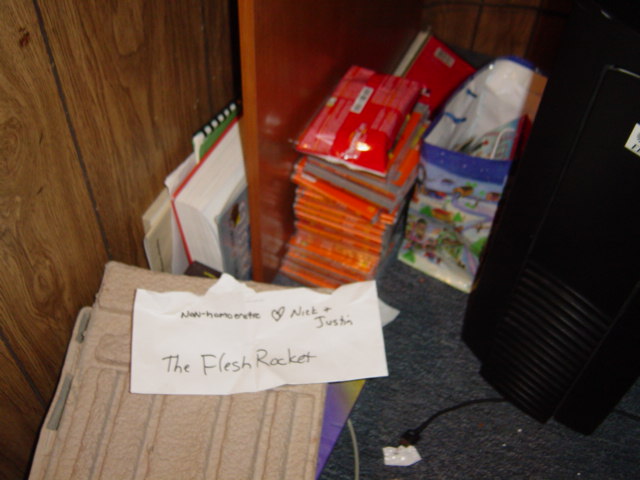 Non-homoerotic ♡ Nick +
Justin
The Flesh Rocket